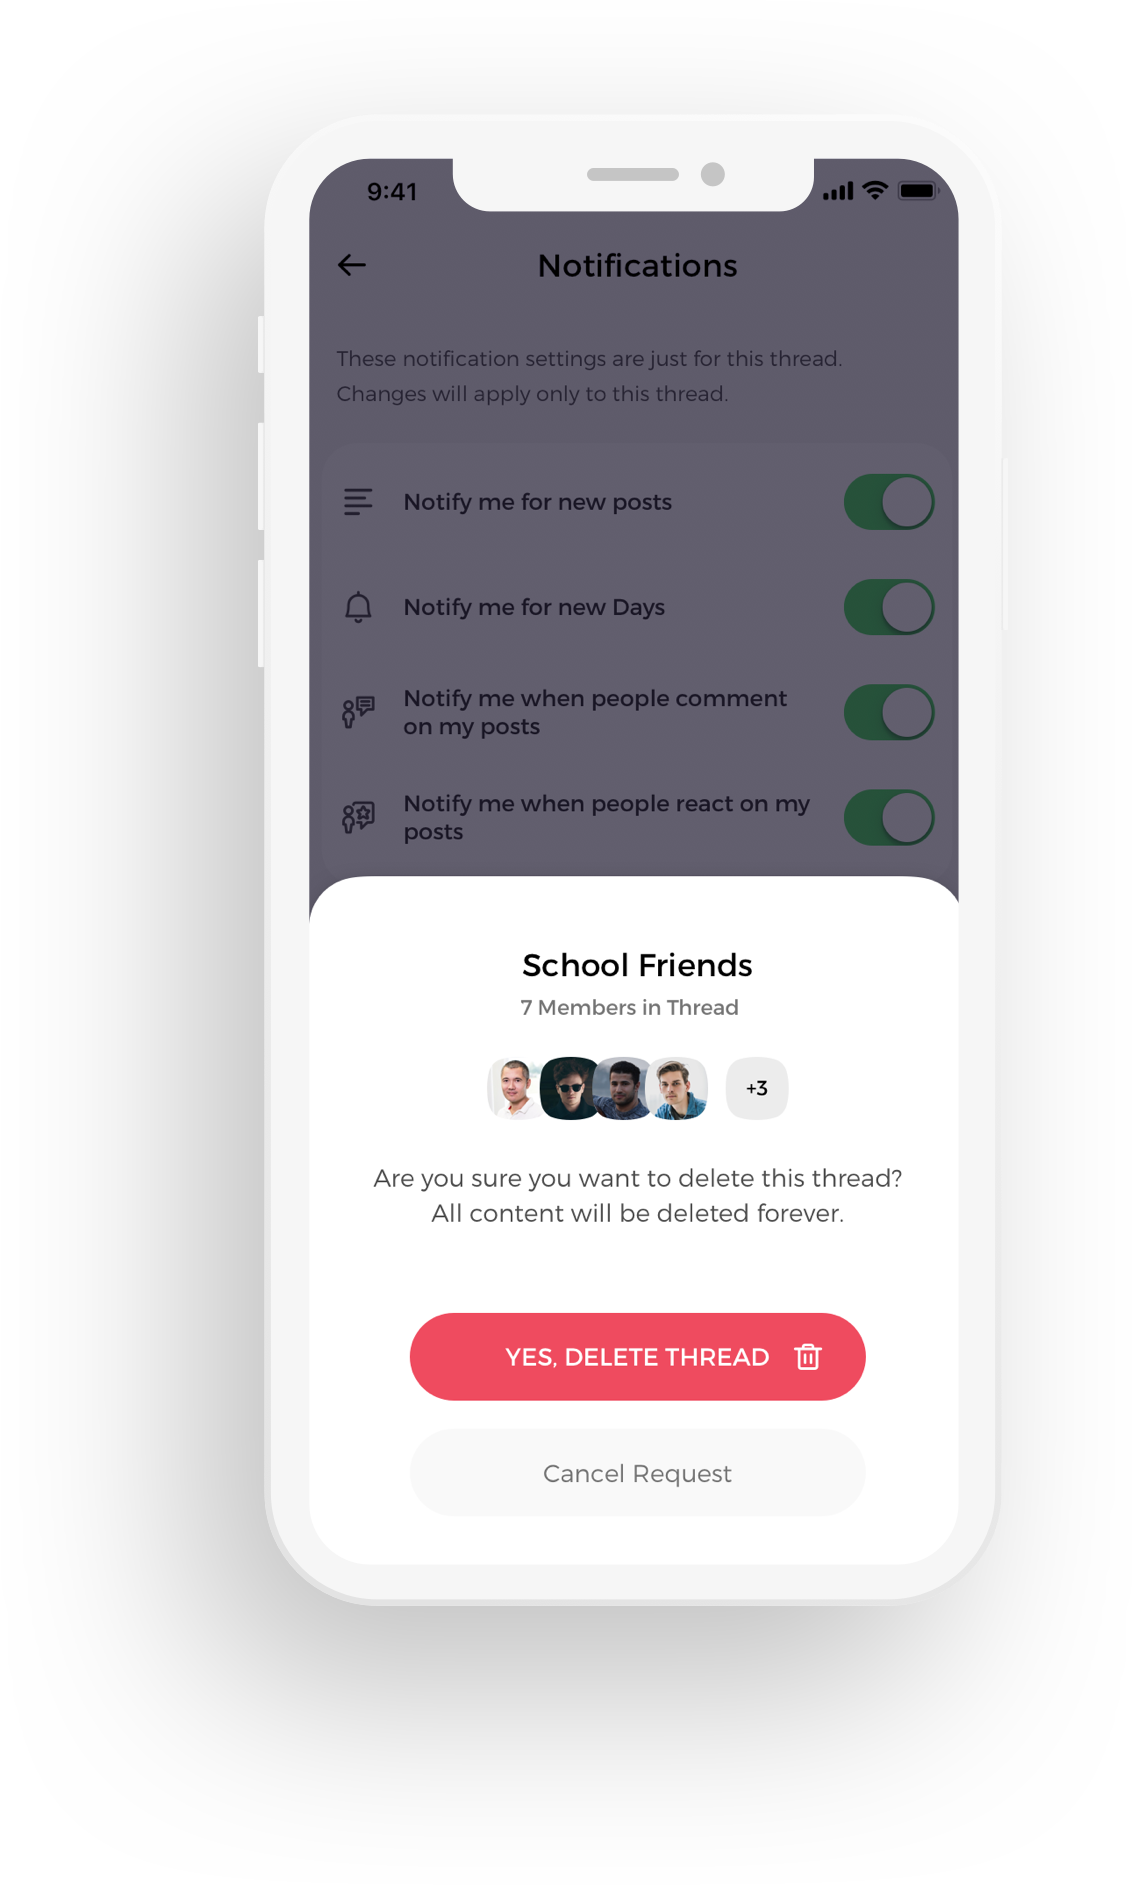 9:41
Notifications
These notification settings are just for this thread.
Changes will apply only to this thread.
Notify me for new posts
Notify me for new Days
Notify me when people comment
on my posts
Notify me when people react on my
posts
School Friends
7 Members in Thread
+3
Are you sure you want to delete this thread?
All content will be deleted forever.
YES, DELETE THREAD
Cancel Request